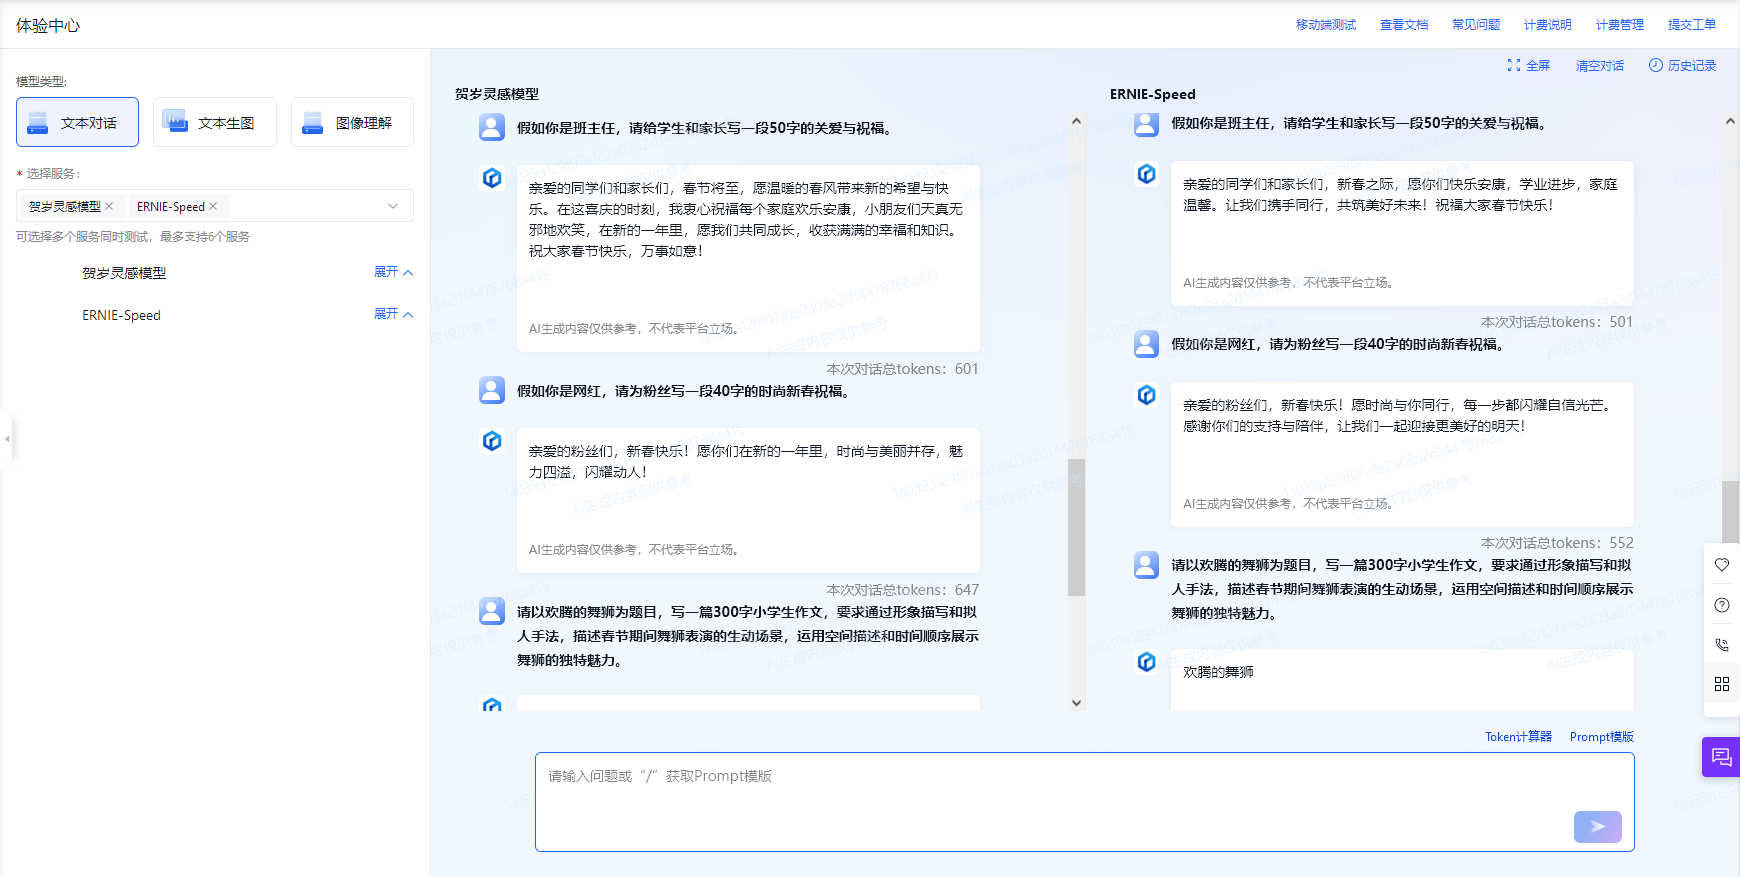 体验中心
移动端测试
查看文档
常见问题
计费说明
计费管理
提交工单
模型类型:
文本对话
文本生图
图像理解
* 选择服务:
贺岁灵感模型
ERNIE-Speed
可选择多个服务同时测试，最多支持6个服务
贺岁灵感模型
展开
ERNIE-Speed
展开
全屏
清空对话
历史记录
贺岁灵感模型
假如你是班主任，请给学生和家长写一段50字的关爱与祝福。
亲爱的同学们和家长们，春节将至，愿温暖的春风带来新的希望与快
乐。在这喜庆的时刻，我衷心祝福每个家庭欢乐安康，小朋友们天真无
邪地欢笑，在新的一年里，愿我们共同成长，收获满满的幸福和知识。
祝大家春节快乐，万事如意！
AI生成内容仅供参考，不代表平台立场。
本次对话总tokens：601
假如你是网红，请为粉丝写一段40字的时尚新春祝福。
亲爱的粉丝们，新春快乐！愿你们在新的一年里，时尚与美丽并存，魅
力四溢，闪耀动人！
AI生成内容仅供参考，不代表平台立场。
本次对话总tokens：647
请以欢腾的舞狮为题目，写一篇300字小学生作文，要求通过形象描写和拟
人手法，描述春节期间舞狮表演的生动场景，运用空间描述和时间顺序展示
舞狮的独特魅力。
ERNIE-Speed
假如你是班主任，请给学生和家长写一段50字的关爱与祝福。
亲爱的同学们和家长们，新春之际，愿你们快乐安康，学业进步，家庭
温馨。让我们携手同行，共筑美好未来！祝福大家春节快乐！
AI生成内容仅供参考，不代表平台立场。
本次对话总tokens：501
假如你是网红，请为粉丝写一段40字的时尚新春祝福。
亲爱的粉丝们，新春快乐！愿时尚与你同行，每一步都闪耀自信光芒。
感谢你们的支持与陪伴，让我们一起迎接更美好的明天！
AI生成内容仅供参考，不代表平台立场。
本次对话总tokens：552
请以欢腾的舞狮为题目，写一篇300字小学生作文，要求通过形象描写和拟
人手法，描述春节期间舞狮表演的生动场景，运用空间描述和时间顺序展示
舞狮的独特魅力。
欢腾的舞狮
Token计算器
Prompt模版
请输入问题或“/”获取Prompt模版